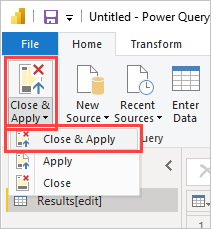 Untitled - Power Query
File Home Transform
Close &
Apply
New
Source
Recent
Sources
Enter
Data
Close & Apply
uery
Apply
Close
Results[edit]